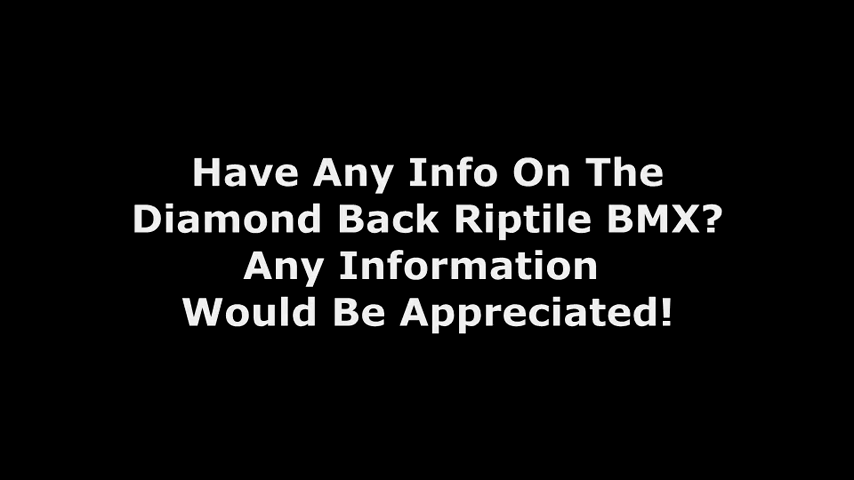 Have Any Info On The
Diamond Back Riptile BMX?
Any Information
Would Be Appreciated!